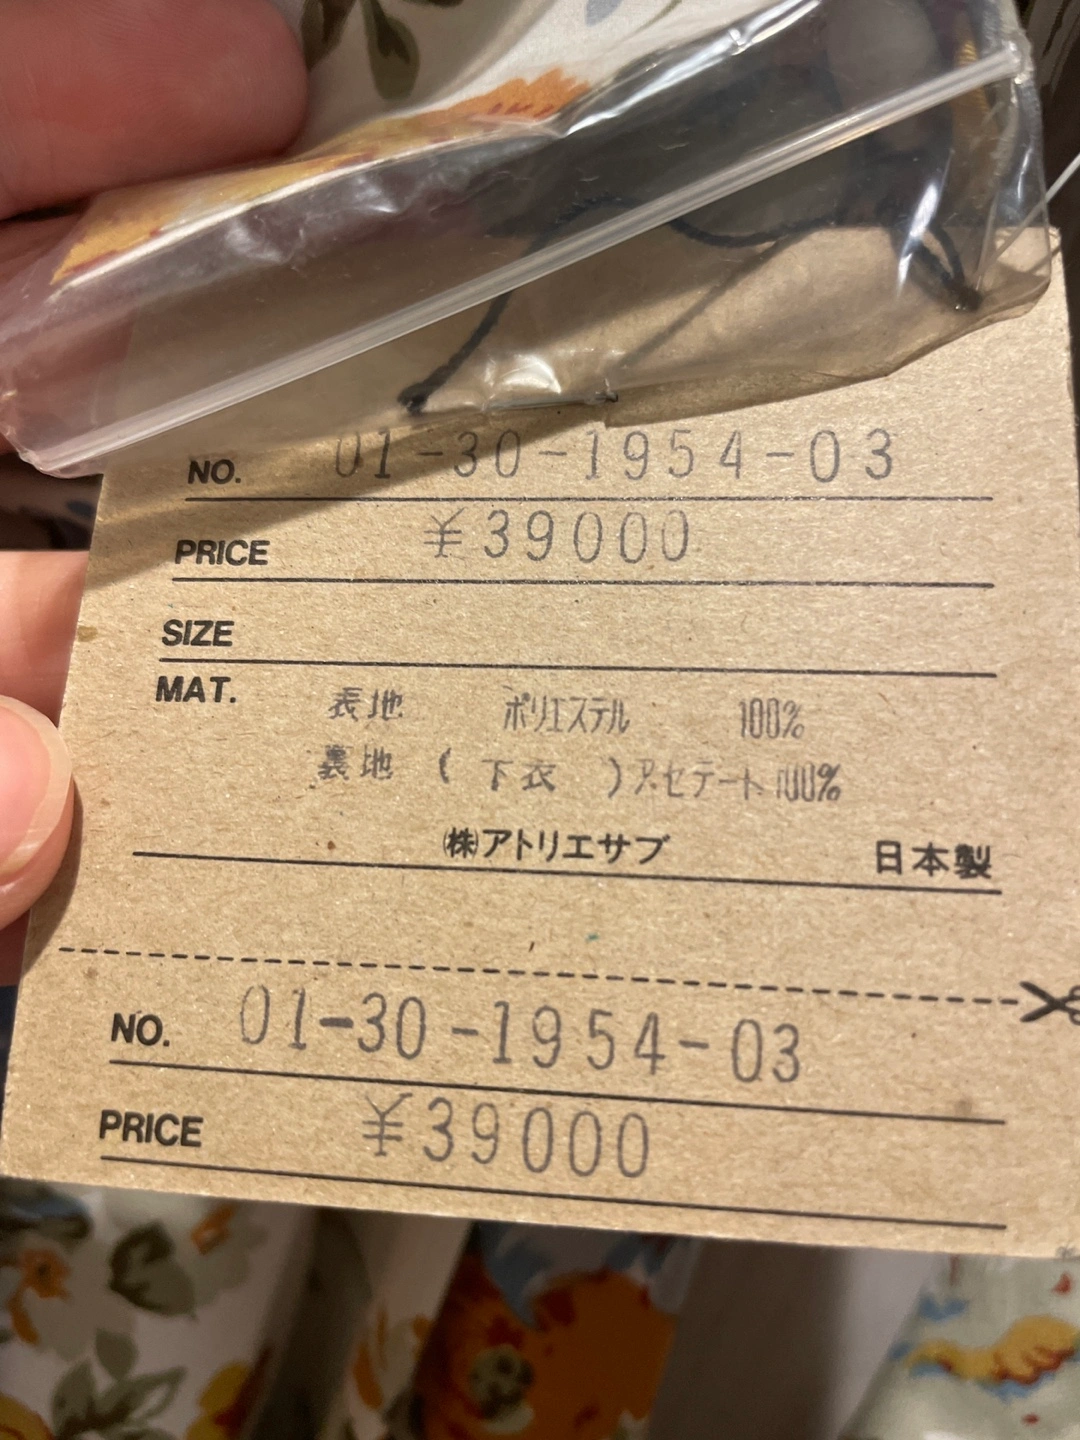 NO. 01-30-1954-03
PRICE ¥39000
SIZE
MAT. 表地 ポリエステル 100%
裏地 ( 下衣 ) アセテート 100%
㈱アトリエサブ 日本製
NO. 01-30-1954-03
PRICE ¥39000